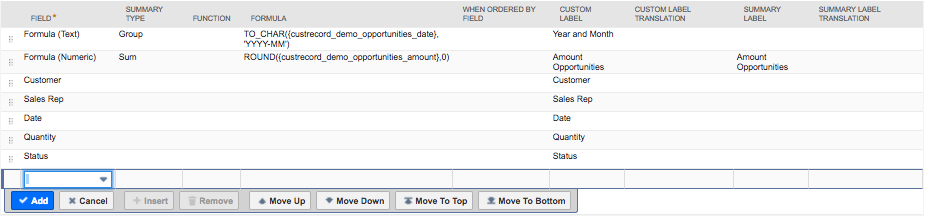 FIELD* SUMMARY TYPE FUNCTION FORMULA WHEN ORDERED BY FIELD CUSTOM LABEL CUSTOM LABEL TRANSLATION SUMMARY LABEL SUMMARY LABEL TRANSLATION
Formula (Text) Group TO_CHAR({custrecord_demo_opportunities_date}, 'YYYY-MM') Year and Month
Formula (Numeric) Sum ROUND({custrecord_demo_opportunities_amount},0) Amount Opportunities Amount Opportunities
Customer Customer
Sales Rep Sales Rep
Date Date
Quantity Quantity
Status Status
Add Cancel Insert Remove Move Up Move Down Move To Top Move To Bottom